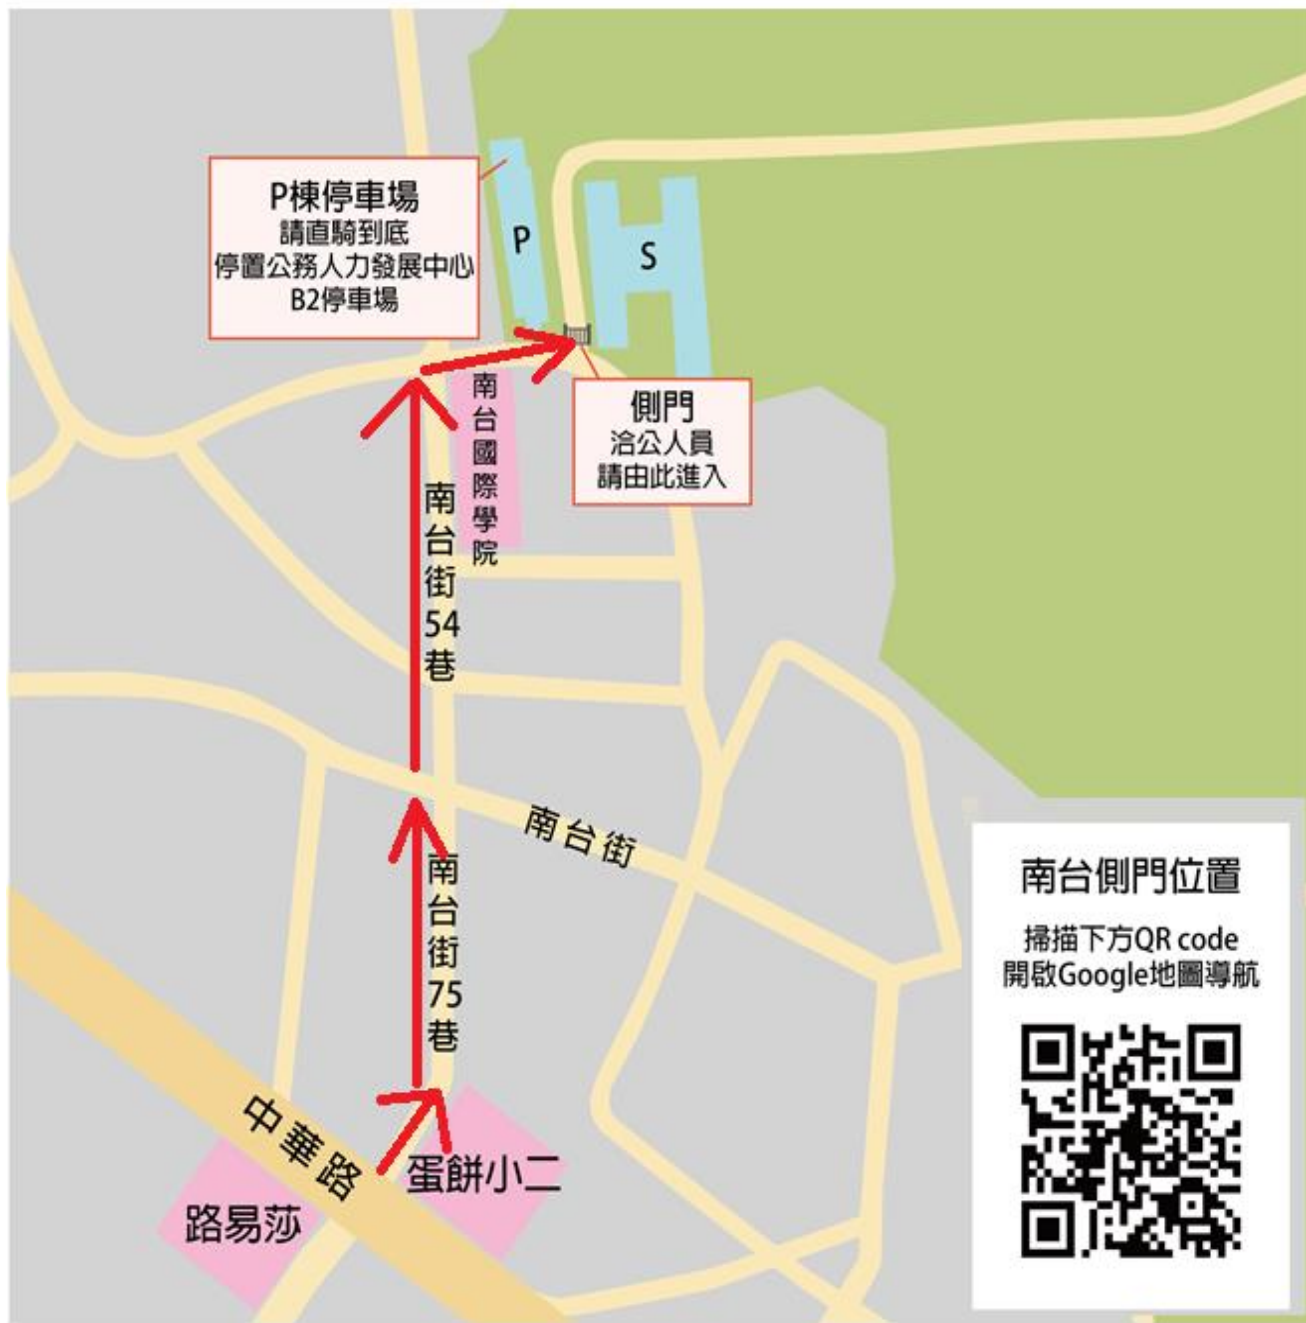 P棟停車場
請直騎到底
停置公務人力發展中心
B2停車場
P
S
側門
洽公人員
請由此進入
南台國際學院
南台街54巷
南台街
南台街75巷
中華路
路易莎
蛋餅小二
南台側門位置
掃描下方QR code
開啟Google地圖導航